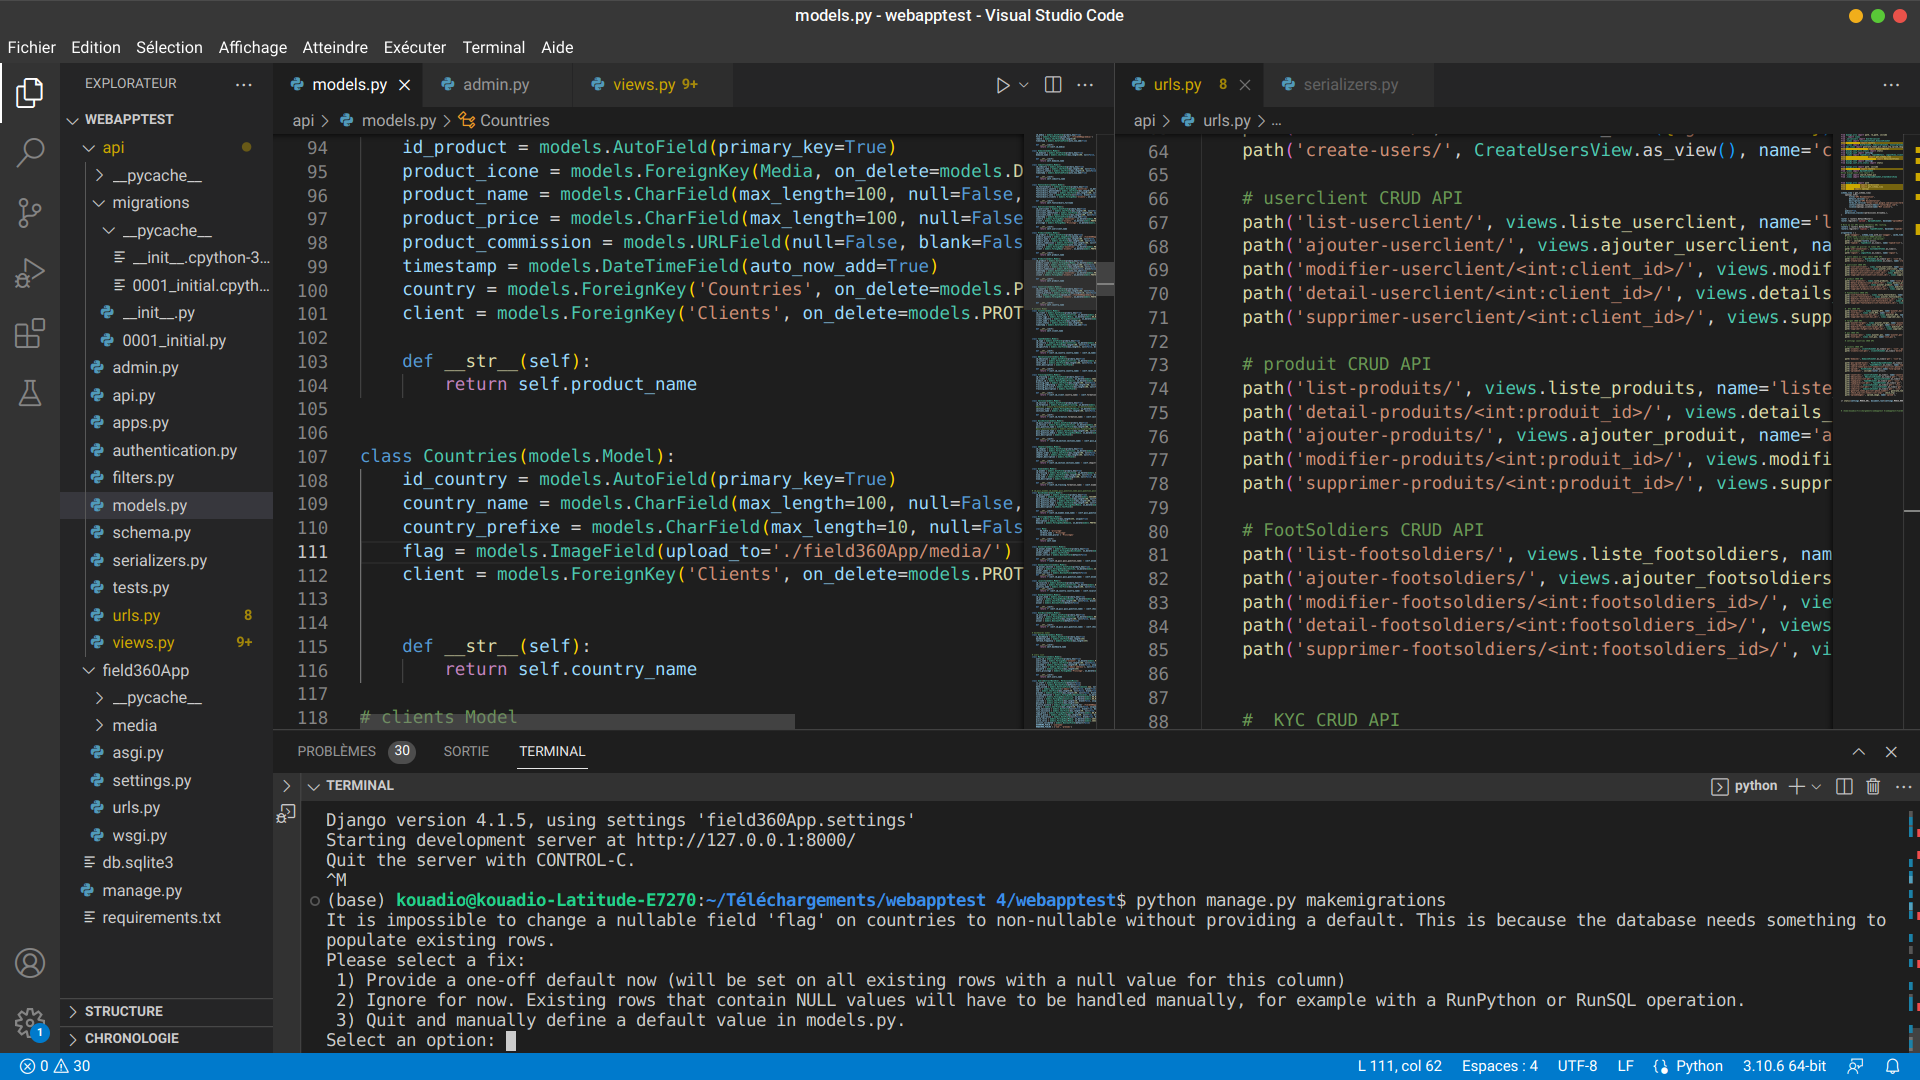 models.py - webapptest - Visual Studio Code
Fichier Edition Sélection Affichage Atteindre Exécuter Terminal Aide
EXPLORATEUR
WEBAPPTEST
api
__pycache__
migrations
__pycache__
__init__.cpython-3...
0001_initial.cpyth...
__init__.py
0001_initial.py
admin.py
api.py
apps.py
authentication.py
filters.py
models.py
schema.py
serializers.py
tests.py
urls.py 8
views.py 9+
field360App
__pycache__
media
asgi.py
settings.py
urls.py
wsgi.py
db.sqlite3
manage.py
requirements.txt
STRUCTURE
CHRONOLOGIE
1
models.py admin.py views.py 9+
api > models.py > Countries
94 id_product = models.AutoField(primary_key=True)
95 product_icone = models.ForeignKey(Media, on_delete=models.D
96 product_name = models.CharField(max_length=100, null=False,
97 product_price = models.CharField(max_length=100, null=False
98 product_commission = models.URLField(null=False, blank=Fals
99 timestamp = models.DateTimeField(auto_now_add=True)
100 country = models.ForeignKey('Countries', on_delete=models.P
101 client = models.ForeignKey('Clients', on_delete=models.PROT
102
103 def __str__(self):
104 return self.product_name
105
106
107 class Countries(models.Model):
108 id_country = models.AutoField(primary_key=True)
109 country_name = models.CharField(max_length=100, null=False,
110 country_prefixe = models.CharField(max_length=10, null=Fals
111 flag = models.ImageField(upload_to='./field360App/media/')
112 client = models.ForeignKey('Clients', on_delete=models.PROT
113
114
115 def __str__(self):
116 return self.country_name
117
118 # clients Model
urls.py 8 serializers.py
api > urls.py > ...
64 path('create-users/', CreateUsersView.as_view(), name='c
65
66 # userclient CRUD API
67 path('list-userclient/', views.liste_userclient, name='l
68 path('ajouter-userclient/', views.ajouter_userclient, na
69 path('modifier-userclient/<int:client_id>/', views.modif
70 path('detail-userclient/<int:client_id>/', views.details
71 path('supprimer-userclient/<int:client_id>/', views.supp
72
73 # produit CRUD API
74 path('list-produits/', views.liste_produits, name='liste
75 path('detail-produits/<int:produit_id>/', views.details_
76 path('ajouter-produits/', views.ajouter_produit, name='a
77 path('modifier-produits/<int:produit_id>/', views.modifi
78 path('supprimer-produits/<int:produit_id>/', views.suppr
79
80 # FootSoldiers CRUD API
81 path('list-footsoldiers/', views.liste_footsoldiers, nam
82 path('ajouter-footsoldiers/', views.ajouter_footsoldiers
83 path('modifier-footsoldiers/<int:footsoldiers_id>/', vie
84 path('detail-footsoldiers/<int:footsoldiers_id>/', views
85 path('supprimer-footsoldiers/<int:footsoldiers_id>/', vi
86
87
88 #  KYC CRUD API
PROBLÈMES 30 SORTIE TERMINAL
TERMINAL
python
Django version 4.1.5, using settings 'field360App.settings'
Starting development server at http://127.0.0.1:8000/
Quit the server with CONTROL-C.
^M
(base) kouadio@kouadio-Latitude-E7270:~/Téléchargements/webapptest 4/webapptest$ python manage.py makemigrations
It is impossible to change a nullable field 'flag' on countries to non-nullable without providing a default. This is because the database needs something to
populate existing rows.
Please select a fix:
1) Provide a one-off default now (will be set on all existing rows with a null value for this column)
2) Ignore for now. Existing rows that contain NULL values will have to be handled manually, for example with a RunPython or RunSQL operation.
3) Quit and manually define a default value in models.py.
Select an option:
0 30
L 111, col 62 Espaces : 4 UTF-8 LF Python 3.10.6 64-bit